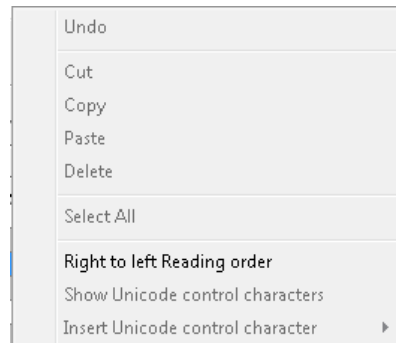 Undo
Cut
Copy
Paste
Delete
Select All
Right to left Reading order
Show Unicode control characters
Insert Unicode control character